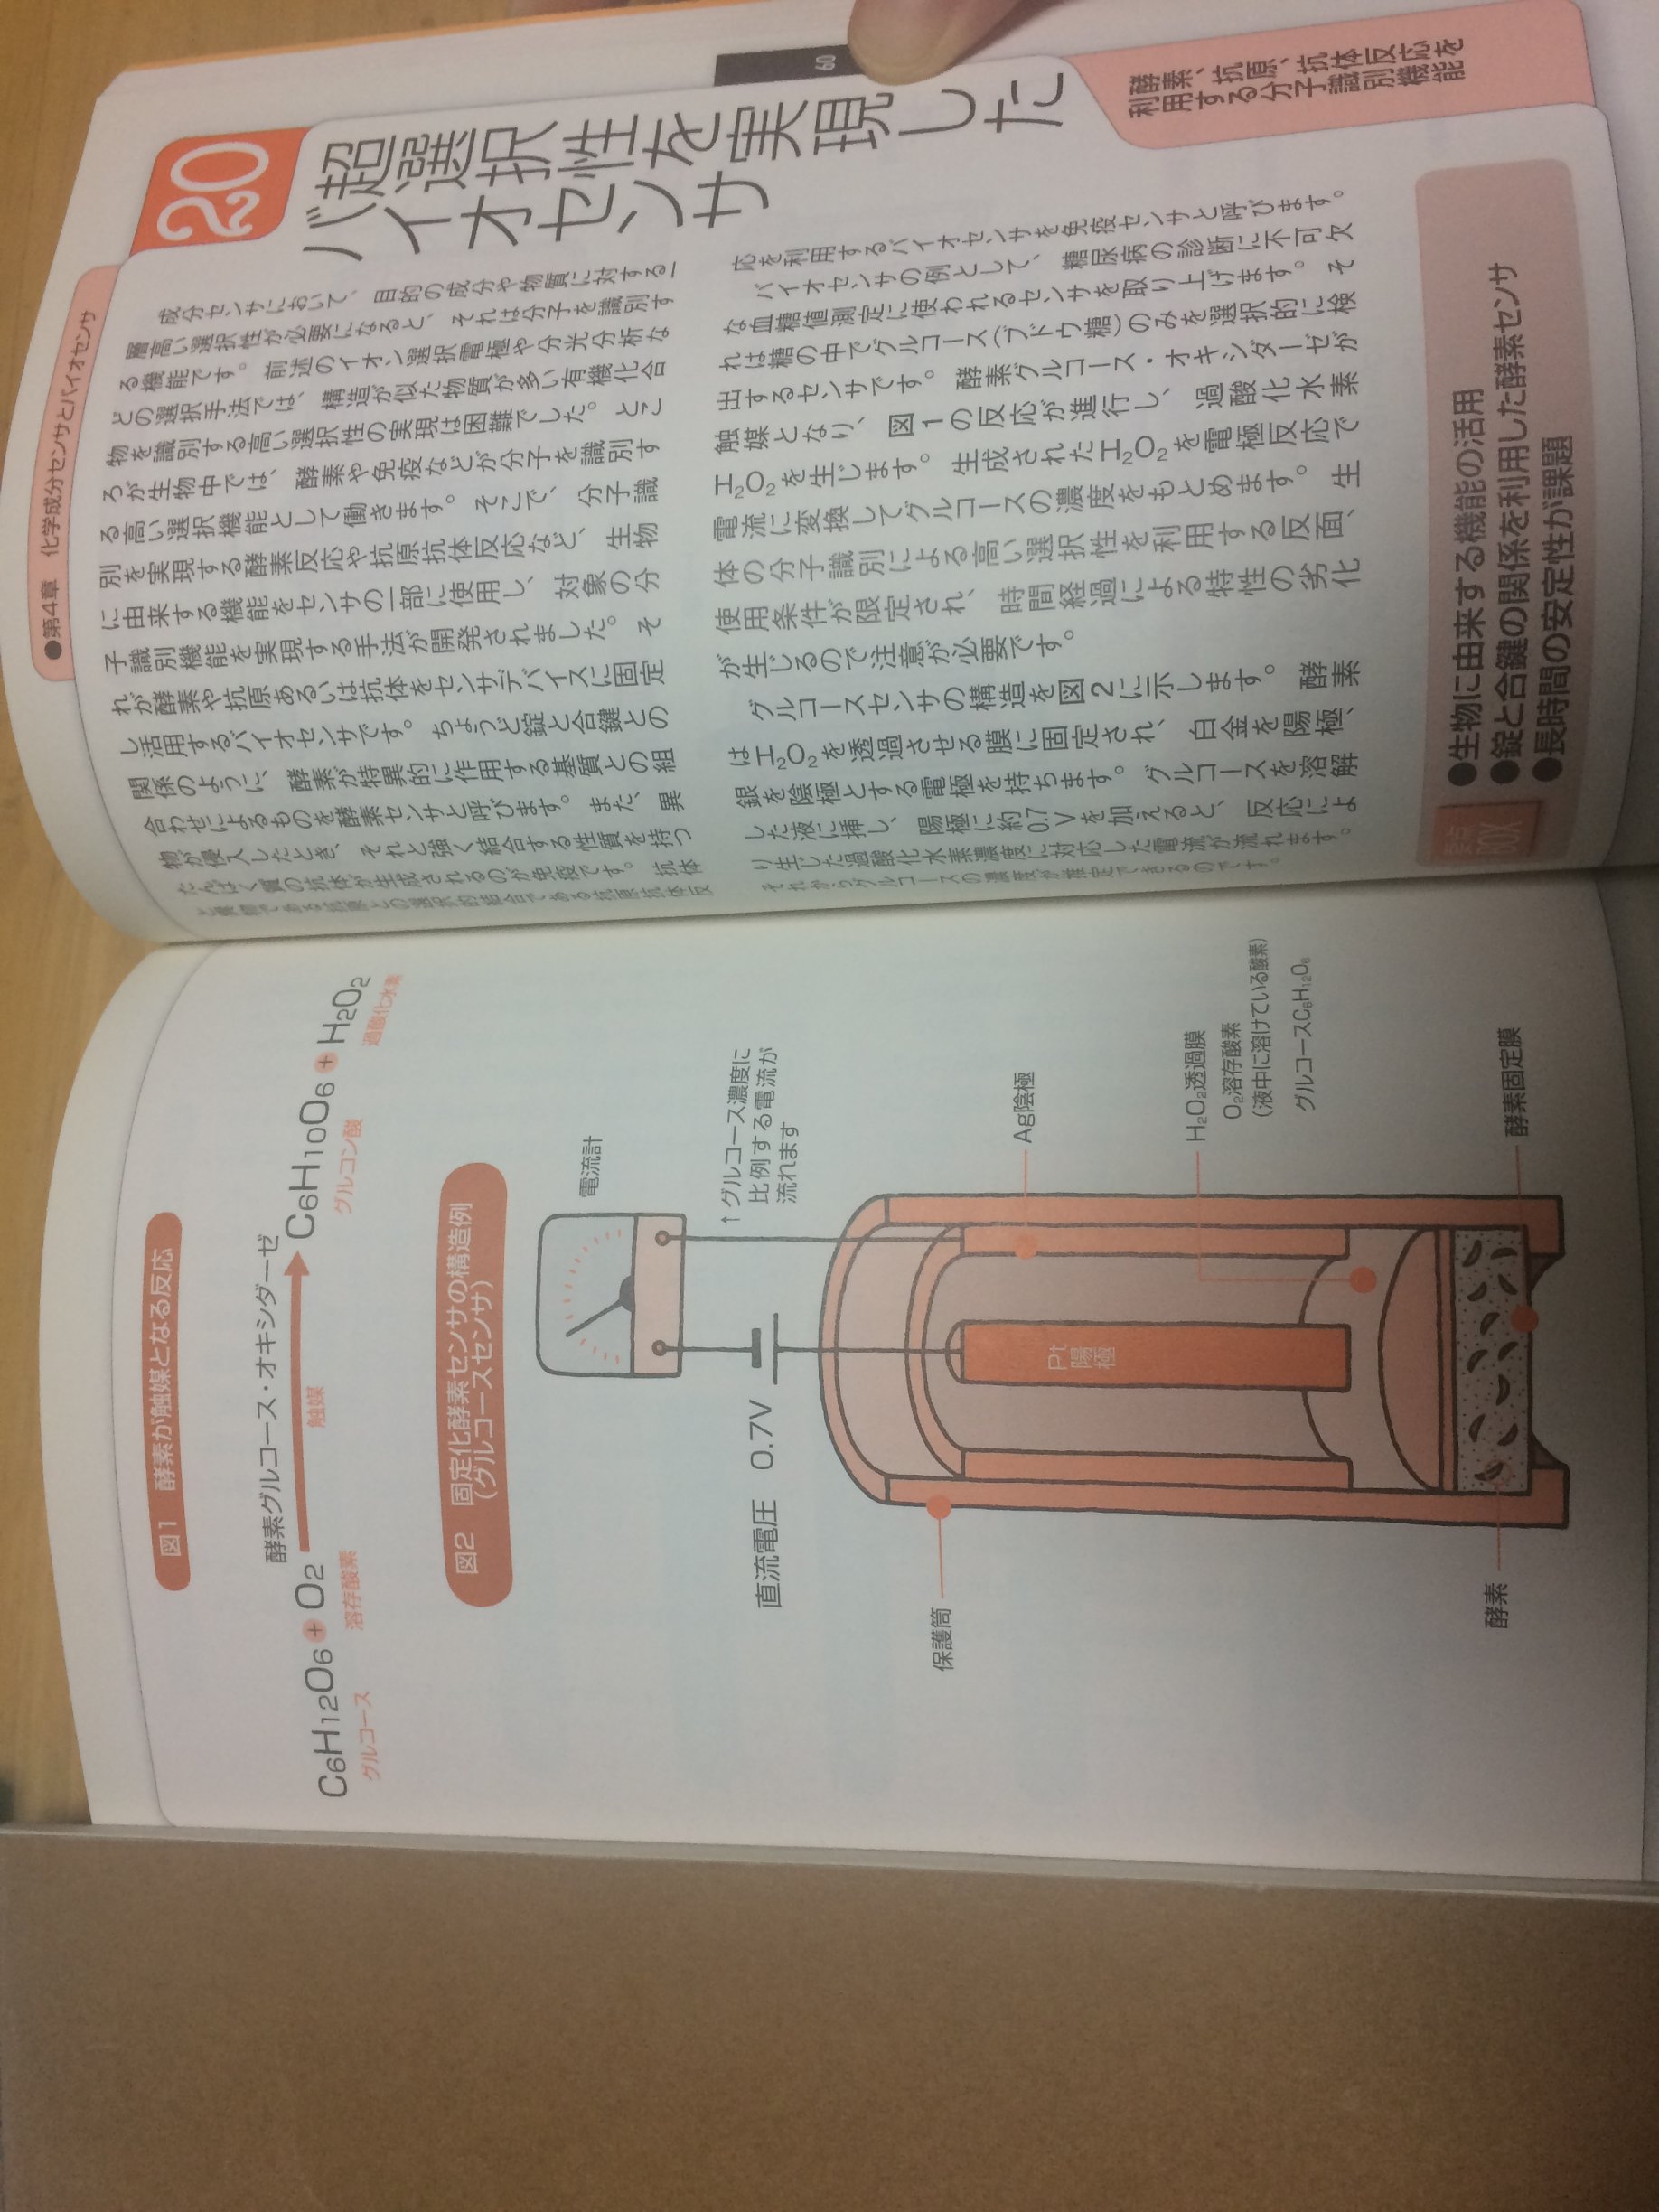 ●第4章 化学成分センサとバイオセンサ
20
超選択性を実現した
バイオセンサ
酵素、抗原、抗体反応を
利用する分子識別機能
60
成分センサにおいて、目的の成分や物質に対する一
層高い選択性が必要になると、それは分子を識別す
る機能です。前述のイオン選択電極や分光分析な
どの選択手法では、構造が似た物質が多い有機化合
物を識別する高い選択性の実現は困難でした。とこ
ろが生物中では、酵素や免疫などが分子を識別す
る高い選択機能として働きます。そこで、分子識
別を実現する酵素反応や抗原抗体反応など、生物
に由来する機能をセンサの一部に使用し、対象の分
子識別機能を実現する手法が開発されました。そ
れが酵素や抗原あるいは抗体をセンサデバイスに固定
し活用するバイオセンサです。ちょうど錠と合鍵との
関係のように、酵素が特異的に作用する基質との組
合わせによるものを酵素センサと呼びます。また、異
物が侵入したとき、それと強く結合する性質を持つ
たんぱく質の抗体が生成されるのが免疫です。抗体
と異物である抗原との選択的結合である抗原抗体反
応を利用するバイオセンサを免疫センサと呼びます。
バイオセンサの例として、糖尿病の診断に不可欠
な血糖値測定に使われるセンサを取り上げます。そ
れは糖の中でグルコース(ブドウ糖)のみを選択的に検
出するセンサです。酵素グルコース・オキシダーゼが
触媒となり、図1の反応が進行し、過酸化水素
H2O2を生じます。生成されたH2O2を電極反応で
電流に変換してグルコースの濃度をもとめます。生
体の分子識別による高い選択性を利用する反面、
使用条件が限定され、時間経過による特性の劣化
が生じるので注意が必要です。
グルコースセンサの構造を図2に示します。酵素
はH2O2を透過させる膜に固定され、白金を陽極、
銀を陰極とする電極を持ちます。グルコースを溶解
した液に挿し、陽極に約0.7Vを加えると、反応によ
り生じた過酸化水素濃度に対応した電流が流れます。
それからグルコースの濃度が推定できるのです。
要点
BOX
●生物に由来する機能の活用
●錠と合鍵の関係を利用した酵素センサ
●長時間の安定性が課題
図1 酵素が触媒となる反応
酵素グルコース・オキシダーゼ
C6H12O6 + O2 → C6H10O6 + H2O2
グルコース 溶存酸素 触媒 グルコン酸 過酸化水素
図2 固定化酵素センサの構造例
(グルコースセンサ)
電流計
直流電圧 0.7V
↑グルコース濃度に
比例する電流が
流れます
保護筒
Ag陰極
Pt陽極
H2O2透過膜
O2溶存酸素
(液中に溶けている酸素)
グルコースC6H12O6
酵素
酵素固定膜